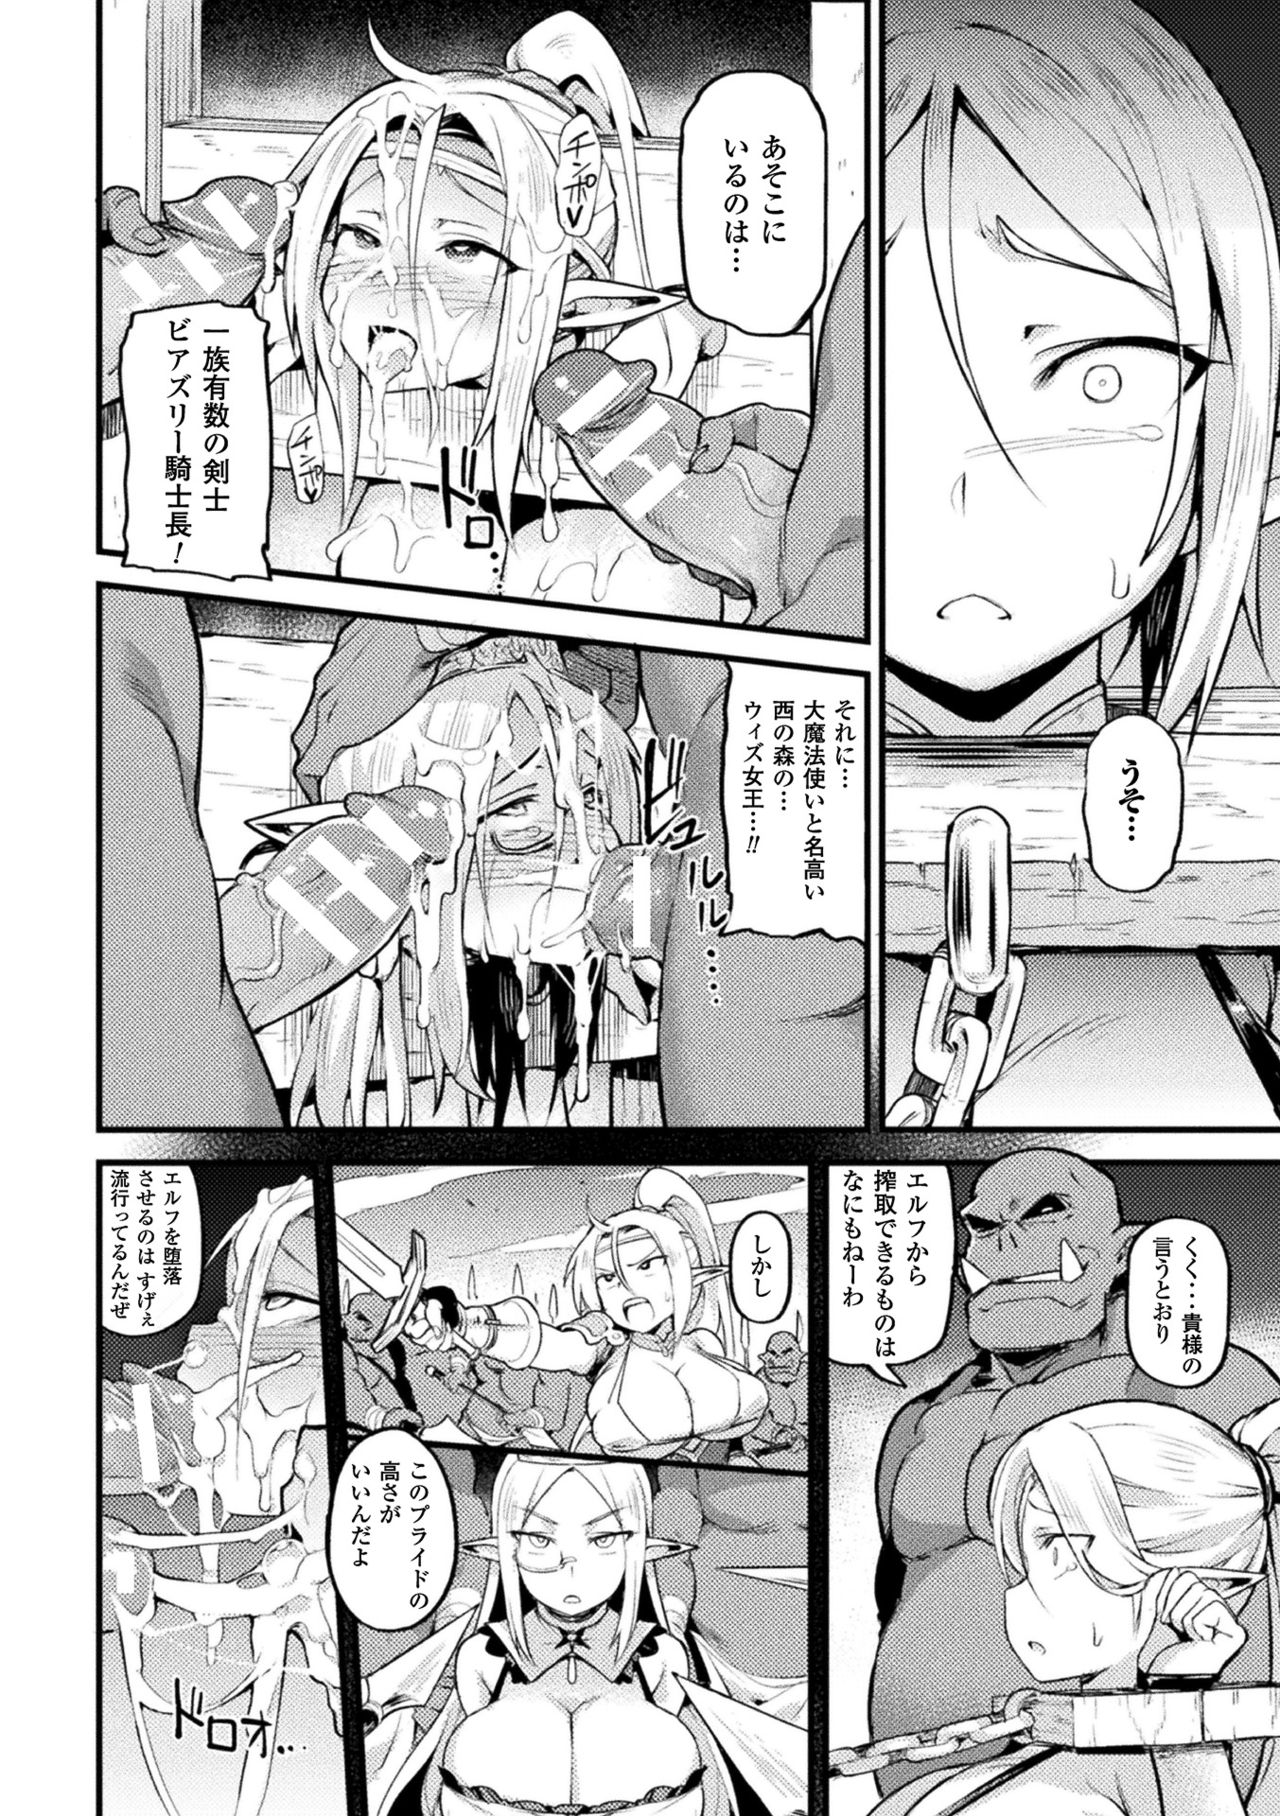 うそ…
あそこに
いるのは…
チンポ♥
一族有数の剣士
ビアズリー騎士長！
チンポ♥
ドロ…
それに…
大魔法使いと名高い
西の森の…
ウィズ女王…!!
ビュルルル……
くく…貴様の
言うとおり
エルフから
搾取できるものは
なにもねーわ
しかし
このプライドの
高さが
いいんだよ
エルフを堕落
させるのは すげぇ
流行ってるんだぜ
ドロォ…